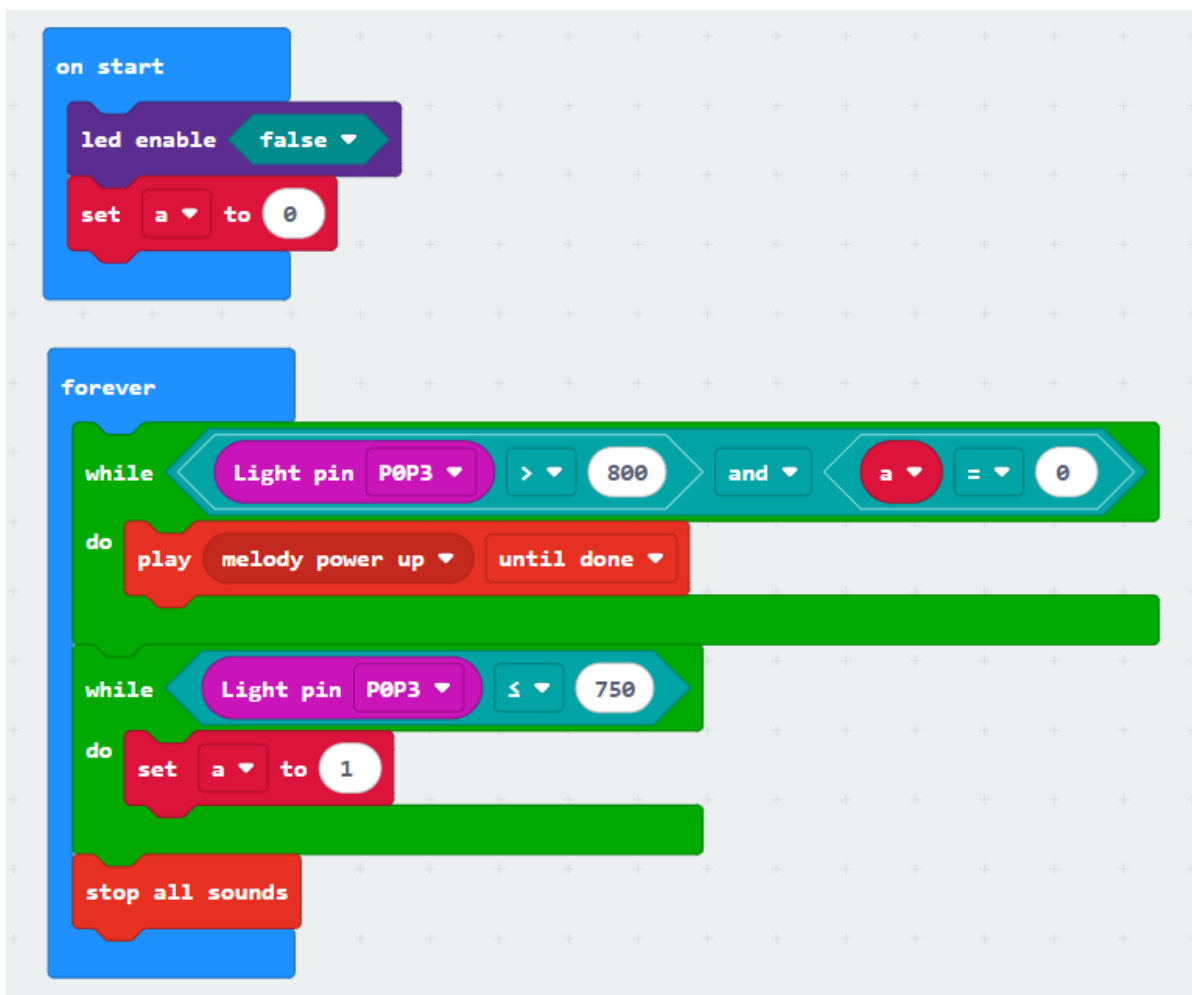 on start
led enable false
set a to 0
forever
while Light pin P0P3 > 800 and a = 0
do
play melody power up until done
while Light pin P0P3 ≤ 750
do
set a to 1
stop all sounds